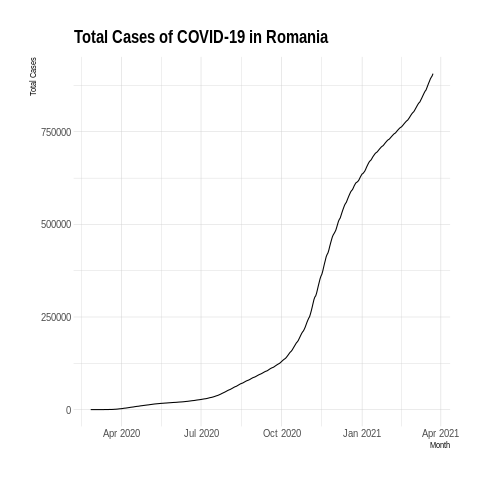 Total Cases of COVID-19 in Romania
Total Cases
750000
500000
250000
0
Apr 2020 Jul 2020 Oct 2020 Jan 2021 Apr 2021
Month